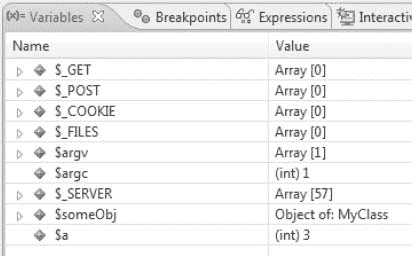 (x)= Variables Breakpoints Expressions Interactiv
Name Value
$_GET Array [0]
$_POST Array [0]
$_COOKIE Array [0]
$_FILES Array [0]
$argv Array [1]
$argc (int) 1
$_SERVER Array [57]
$someObj Object of: MyClass
$a (int) 3